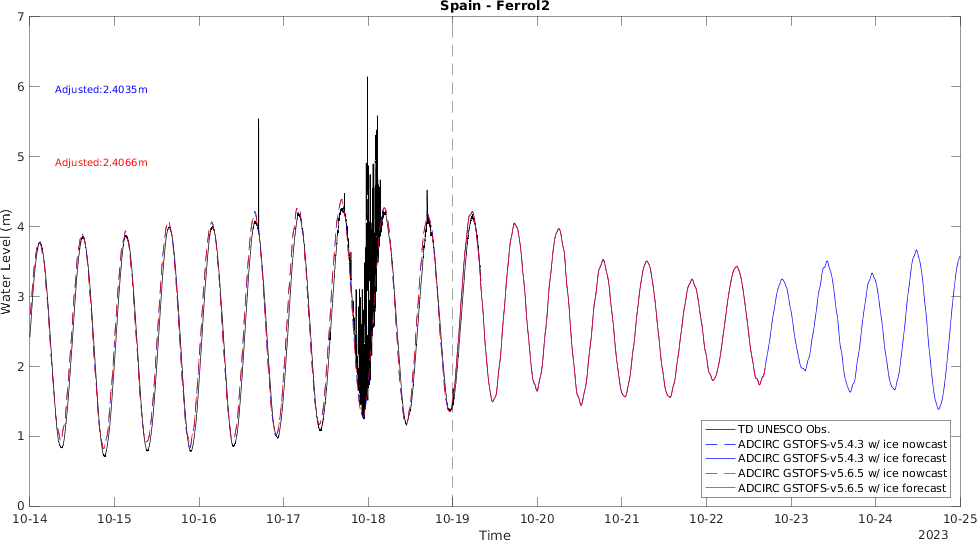 Spain - Ferrol2
7
6
5
4
3
2
1
0
Water Level (m)
Adjusted:2.4035m
Adjusted:2.4066m
TD UNESCO Obs.
ADCIRC GSTOFS-v5.4.3 w/ ice nowcast
ADCIRC GSTOFS-v5.4.3 w/ ice forecast
ADCIRC GSTOFS-v5.6.5 w/ ice nowcast
ADCIRC GSTOFS-v5.6.5 w/ ice forecast
10-14 10-15 10-16 10-17 10-18 10-19 10-20 10-21 10-22 10-23 10-24 10-25
Time
2023